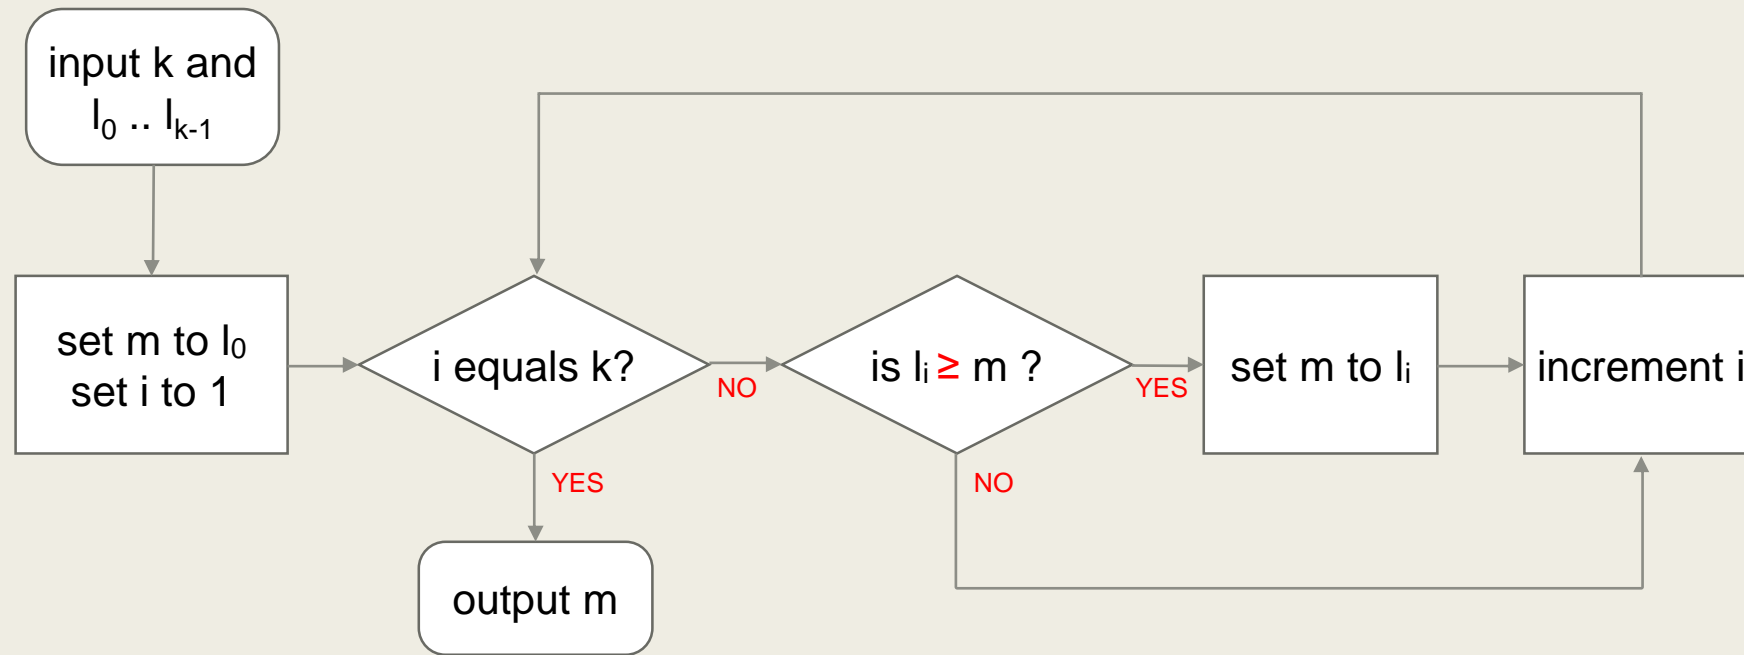 input k and
l₀ .. lₖ₋₁
set m to l₀
set i to 1
i equals k?
NO
is lᵢ ≥ m ?
YES
set m to lᵢ
increment i
YES
NO
output m